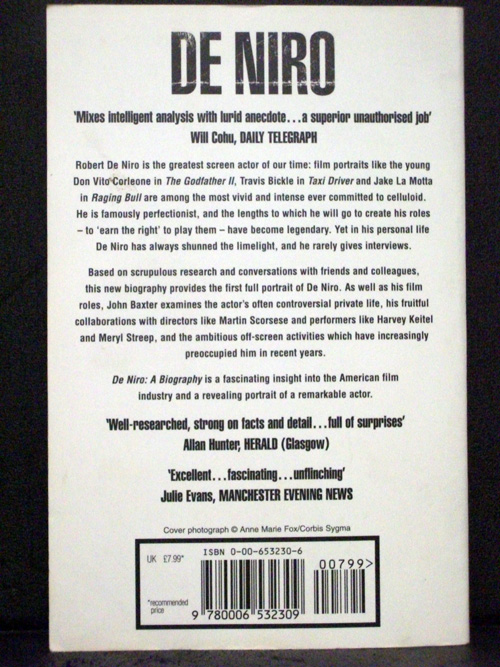 DE NIRO
'Mixes intelligent analysis with lurid anecdote...a superior unauthorised job'
Will Cohu, DAILY TELEGRAPH
Robert De Niro is the greatest screen actor of our time: film portraits like the young
Don Vito Corleone in The Godfather II, Travis Bickle in Taxi Driver and Jake La Motta
in Raging Bull are among the most vivid and intense ever committed to celluloid.
He is famously perfectionist, and the lengths to which he will go to create his roles
– to 'earn the right' to play them – have become legendary. Yet in his personal life
De Niro has always shunned the limelight, and he rarely gives interviews.
Based on scrupulous research and conversations with friends and colleagues,
this new biography provides the first full portrait of De Niro. As well as his film
roles, John Baxter examines the actor's often controversial private life, his fruitful
collaborations with directors like Martin Scorsese and performers like Harvey Keitel
and Meryl Streep, and the ambitious off-screen activities which have increasingly
preoccupied him in recent years.
De Niro: A Biography is a fascinating insight into the American film
industry and a revealing portrait of a remarkable actor.
'Well-researched, strong on facts and detail...full of surprises'
Allan Hunter, HERALD (Glasgow)
'Excellent...fascinating...unflinching'
Julie Evans, MANCHESTER EVENING NEWS
Cover photograph © Anne Marie Fox/Corbis Sygma
ISBN 0-00-653230-6
UK £7.99*
00799>
*recommended
price
9 780006 532309